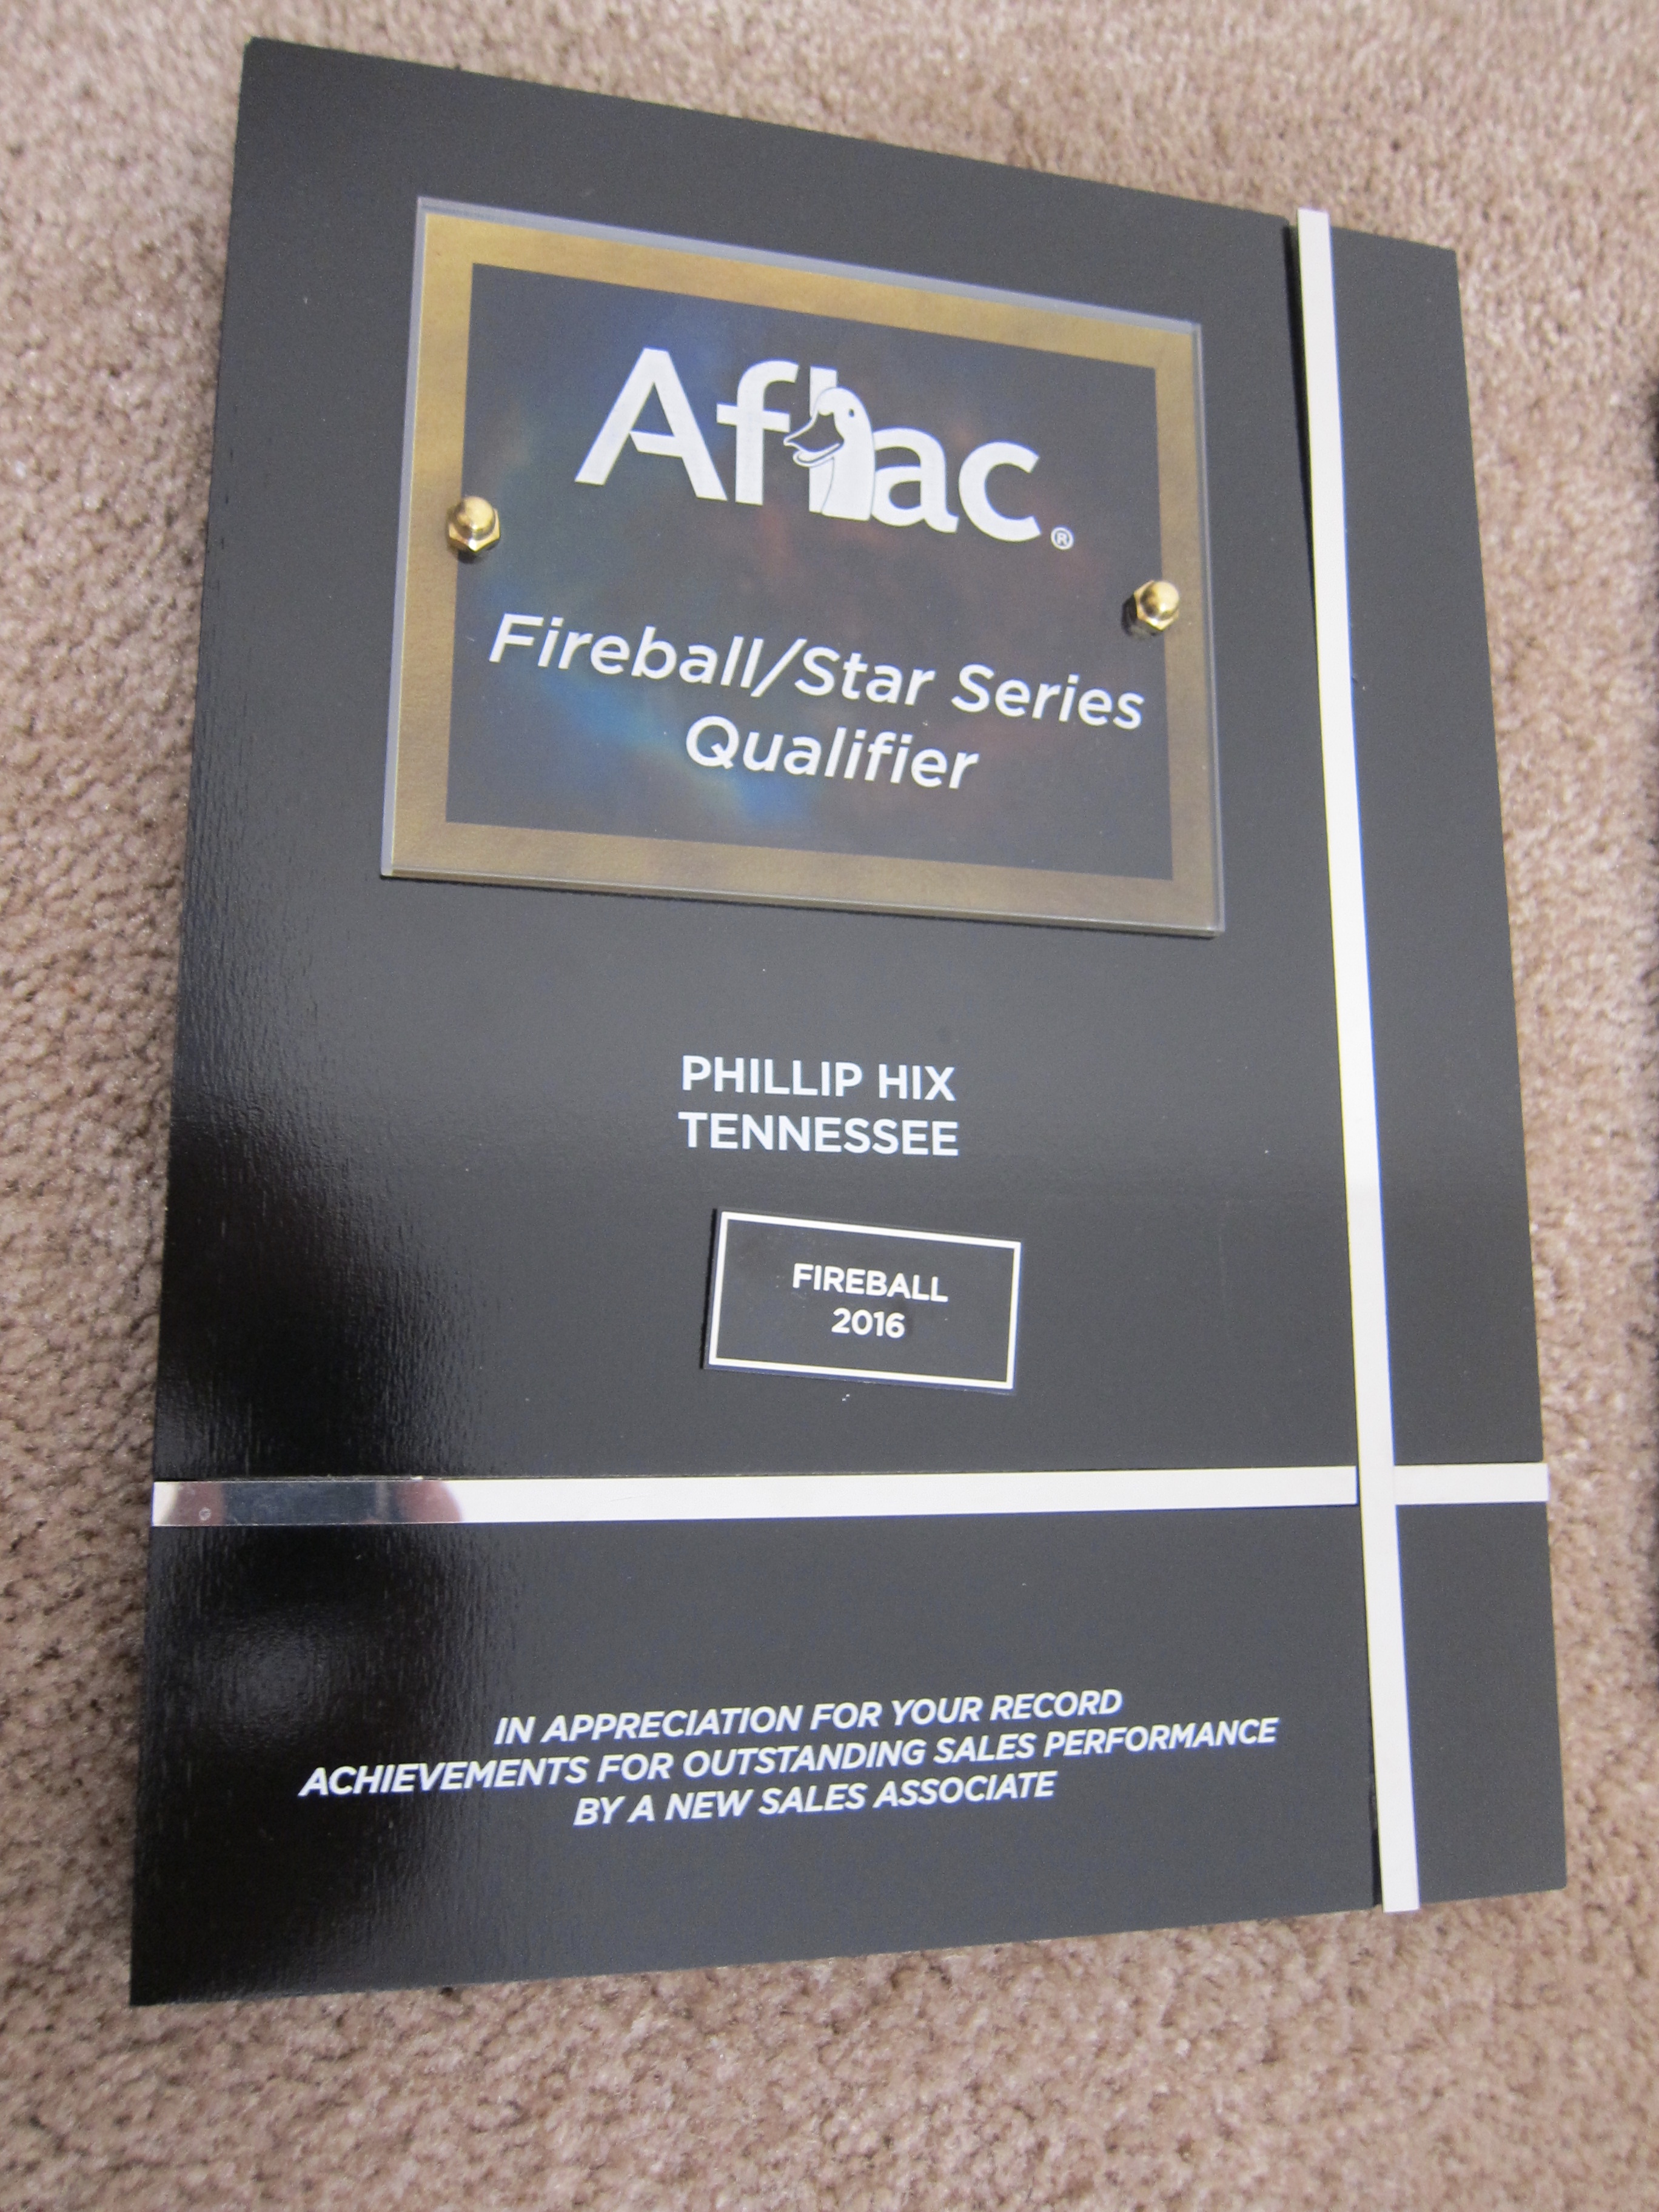 Aflac®
Fireball/Star Series
Qualifier
PHILLIP HIX
TENNESSEE
FIREBALL
2016
IN APPRECIATION FOR YOUR RECORD
ACHIEVEMENTS FOR OUTSTANDING SALES PERFORMANCE
BY A NEW SALES ASSOCIATE